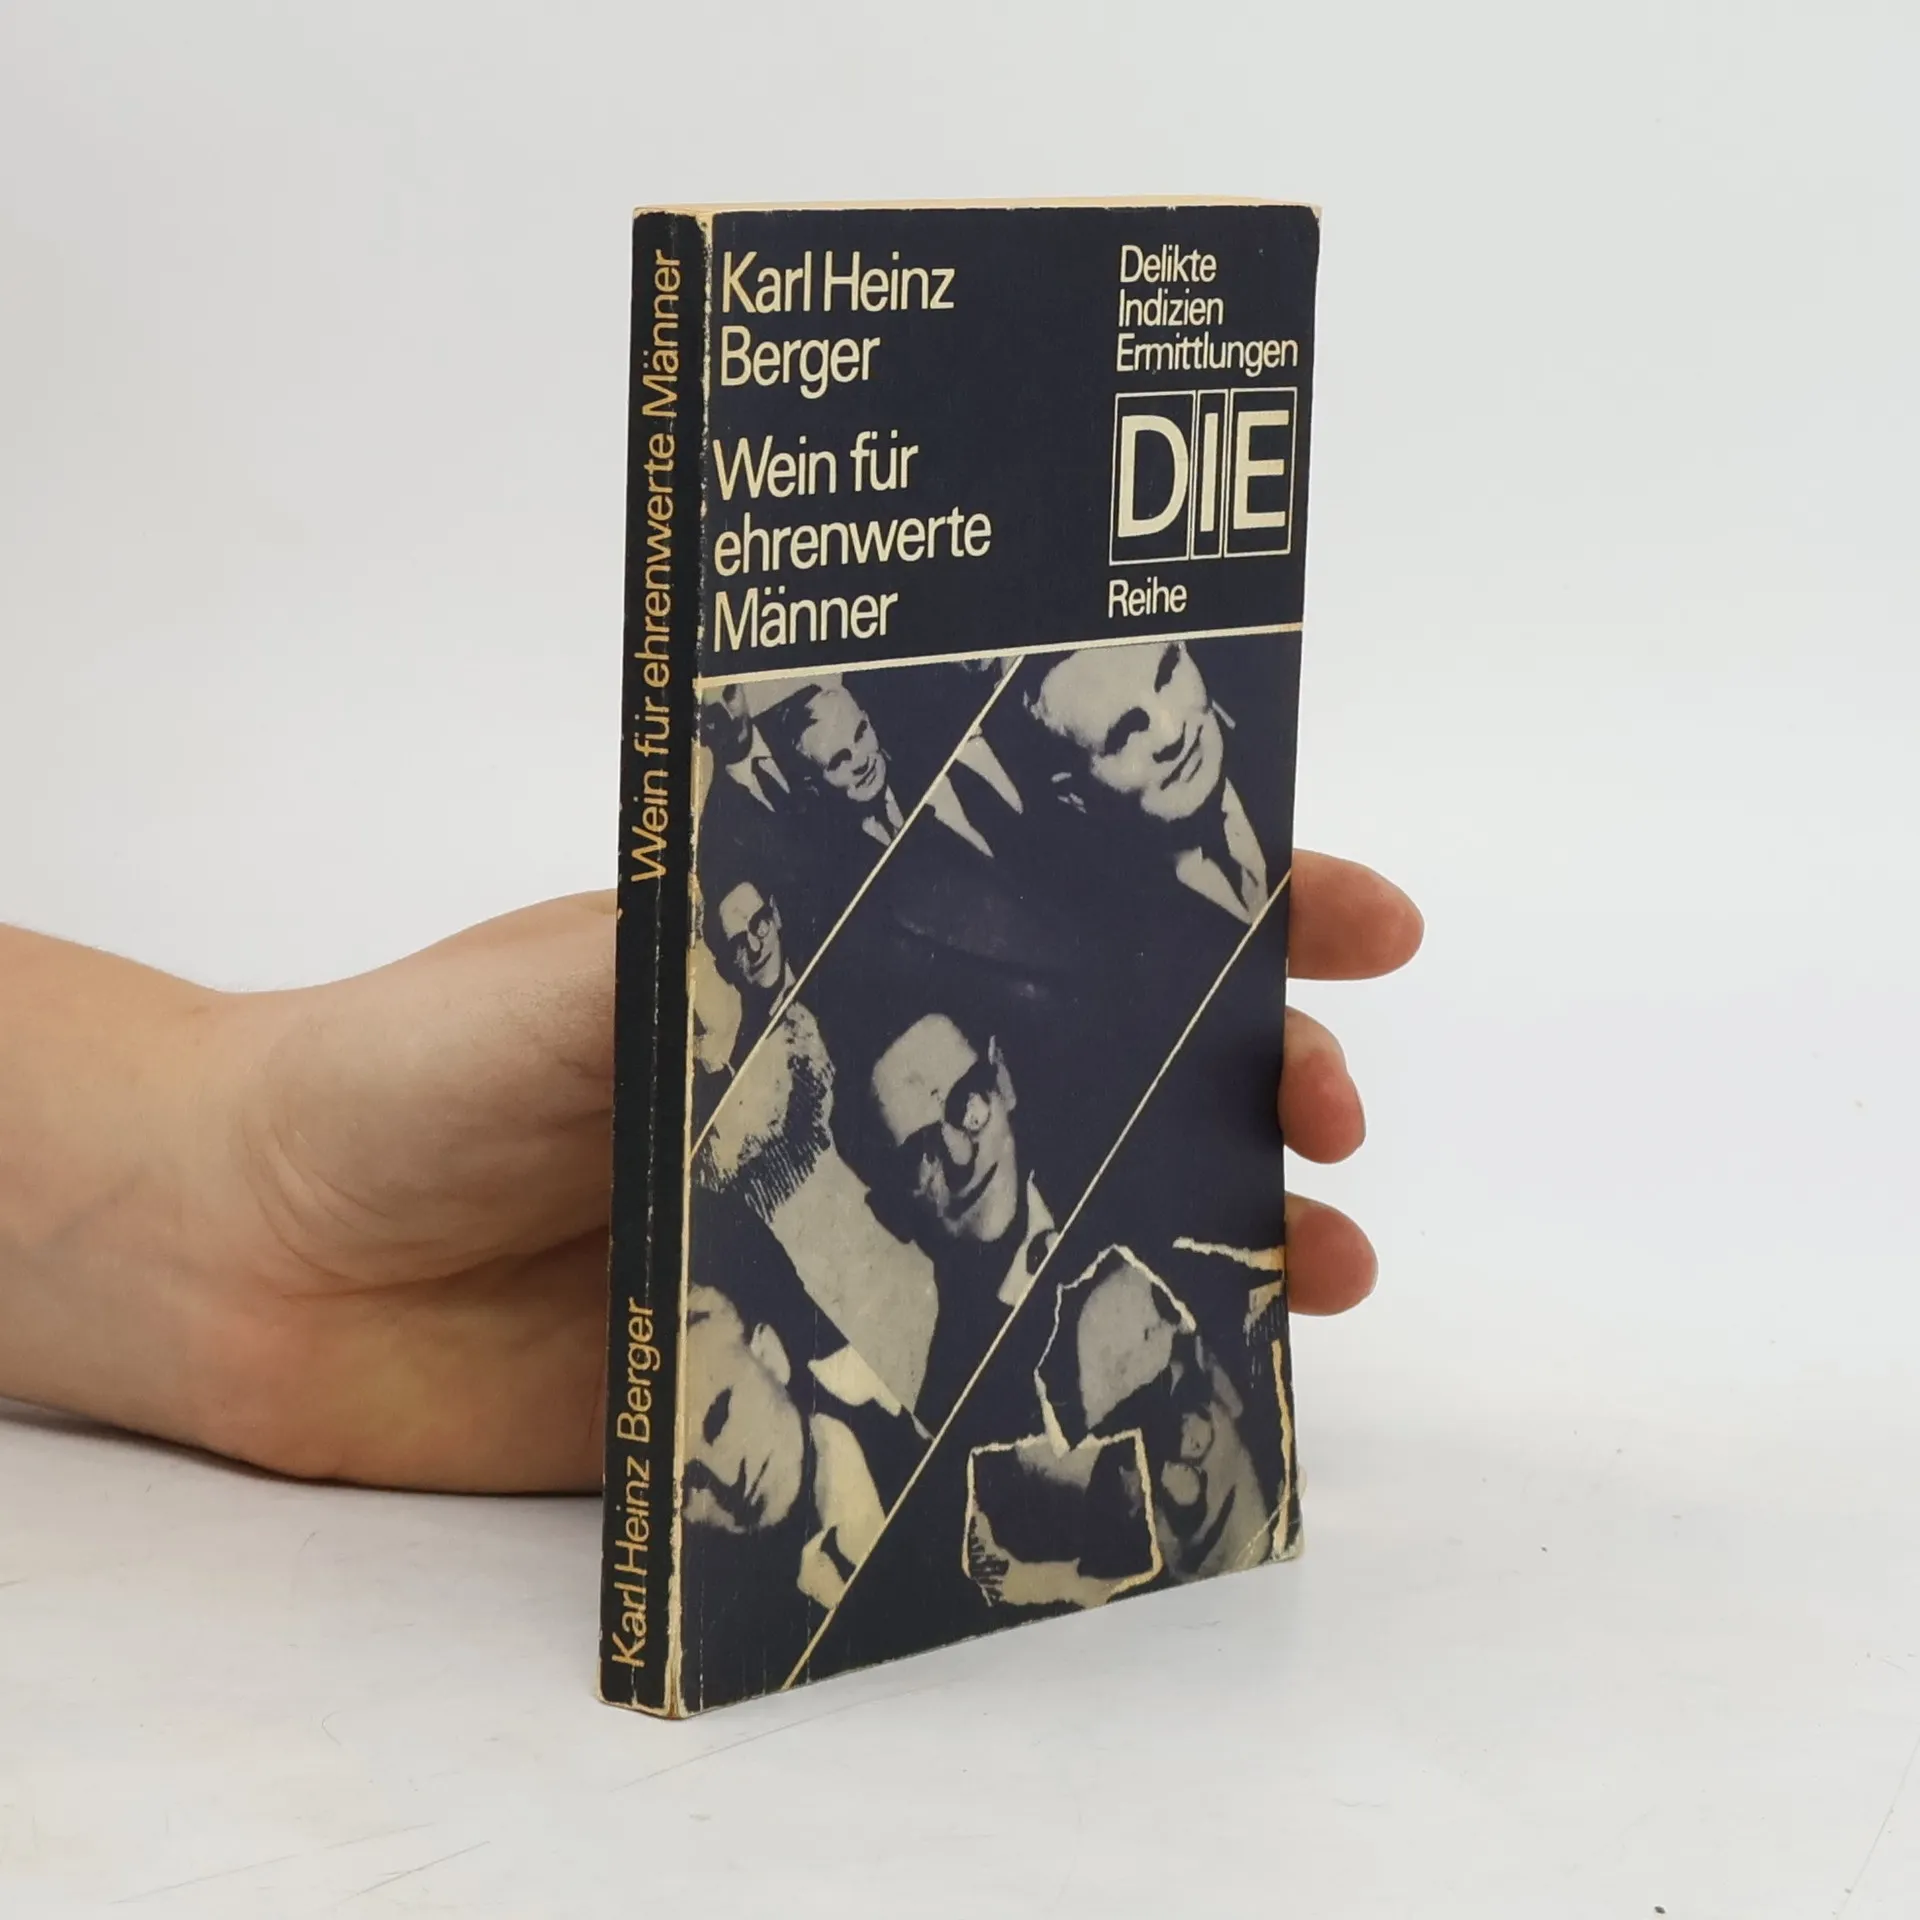 Karl Heinz
Berger
Wein für
ehrenwerte
Männer
Delikte
Indizien
Ermittlungen
DIE
Reihe
Karl Heinz Berger Wein für ehrenwerte Männer